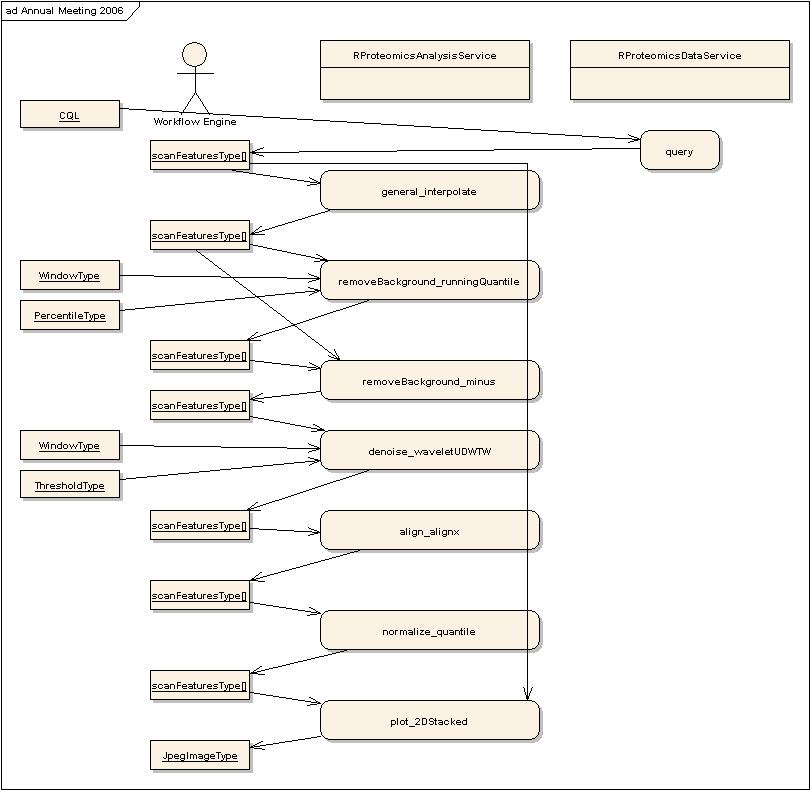 ad Annual Meeting 2006
RProteomicsAnalysisService
RProteomicsDataService
CQL
Workflow Engine
query
scanFeaturesType[]
general_interpolate
scanFeaturesType[]
WindowType
removeBackground_runningQuantile
PercentileType
scanFeaturesType[]
removeBackground_minus
scanFeaturesType[]
WindowType
denoise_waveletUDWTW
ThresholdType
scanFeaturesType[]
align_alignx
scanFeaturesType[]
normalize_quantile
scanFeaturesType[]
plot_2DStacked
JpegImageType